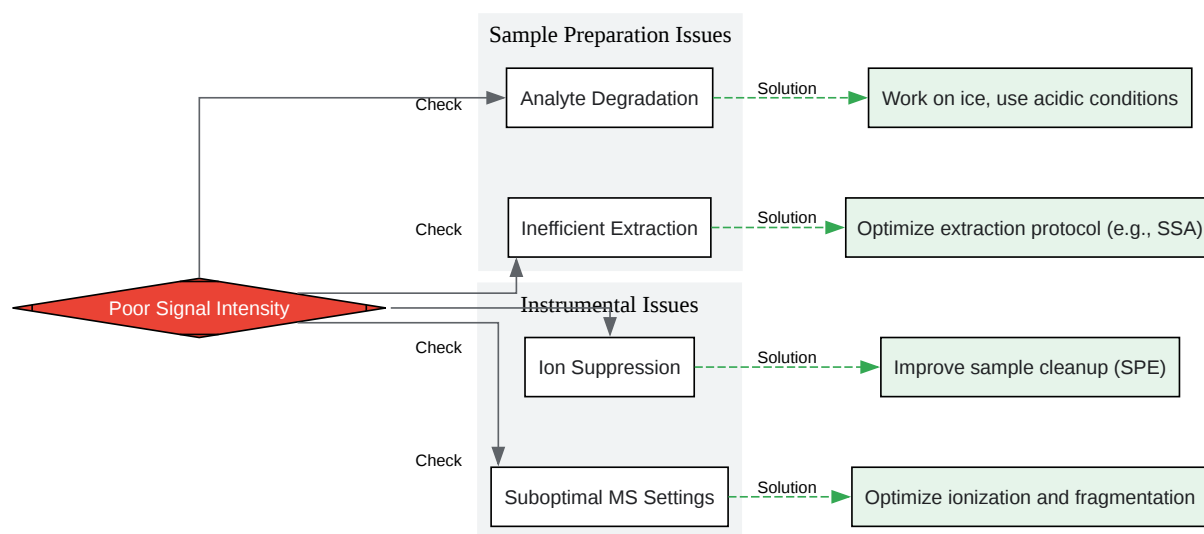 Sample Preparation Issues
Check
Analyte Degradation
Solution
Work on ice, use acidic conditions
Check
Inefficient Extraction
Solution
Optimize extraction protocol (e.g., SSA)
Poor Signal Intensity
Instrumental Issues
Check
Ion Suppression
Solution
Improve sample cleanup (SPE)
Check
Suboptimal MS Settings
Solution
Optimize ionization and fragmentation